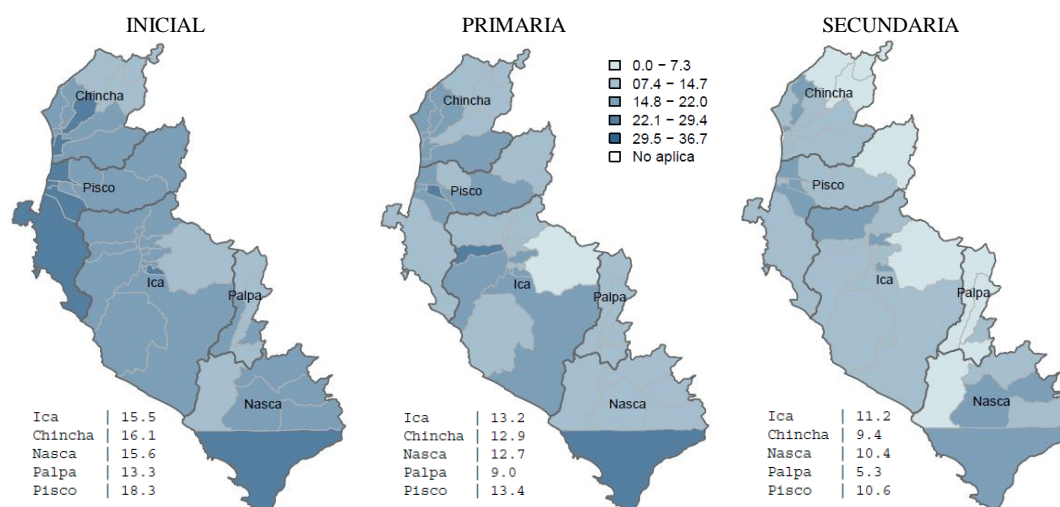 INICIAL
PRIMARIA
SECUNDARIA
0.0 – 7.3
07.4 – 14.7
14.8 – 22.0
22.1 – 29.4
29.5 – 36.7
No aplica
Chincha
Pisco
Ica
Palpa
Nasca
Ica | 15.5
Chincha | 16.1
Nasca | 15.6
Palpa | 13.3
Pisco | 18.3
Chincha
Pisco
Ica
Palpa
Nasca
Ica | 13.2
Chincha | 12.9
Nasca | 12.7
Palpa | 9.0
Pisco | 13.4
Chincha
Pisco
Ica
Palpa
Nasca
Ica | 11.2
Chincha | 9.4
Nasca | 10.4
Palpa | 5.3
Pisco | 10.6